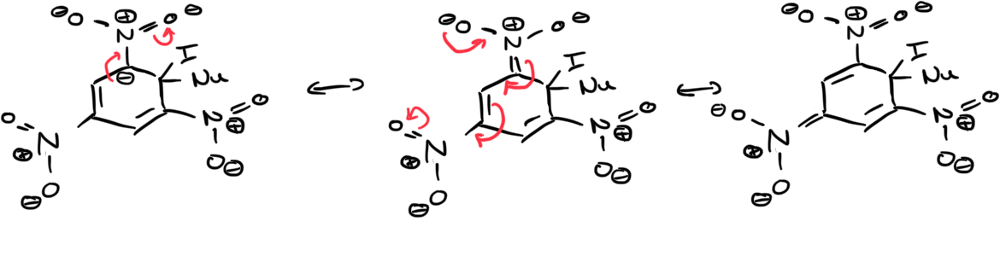 ⊖ O N ⊕ O ⊖
⊖ O N ⊕ O ⊖
⊖ O N ⊕ O ⊖
⊖ I
I
I
Nu
Nu
Nu
O N ⊕ O ⊖
N ⊕ O O ⊖
O N ⊕ O ⊖
N ⊕ O O ⊖
⊖ O N ⊕ O ⊖
N ⊕ O O ⊖